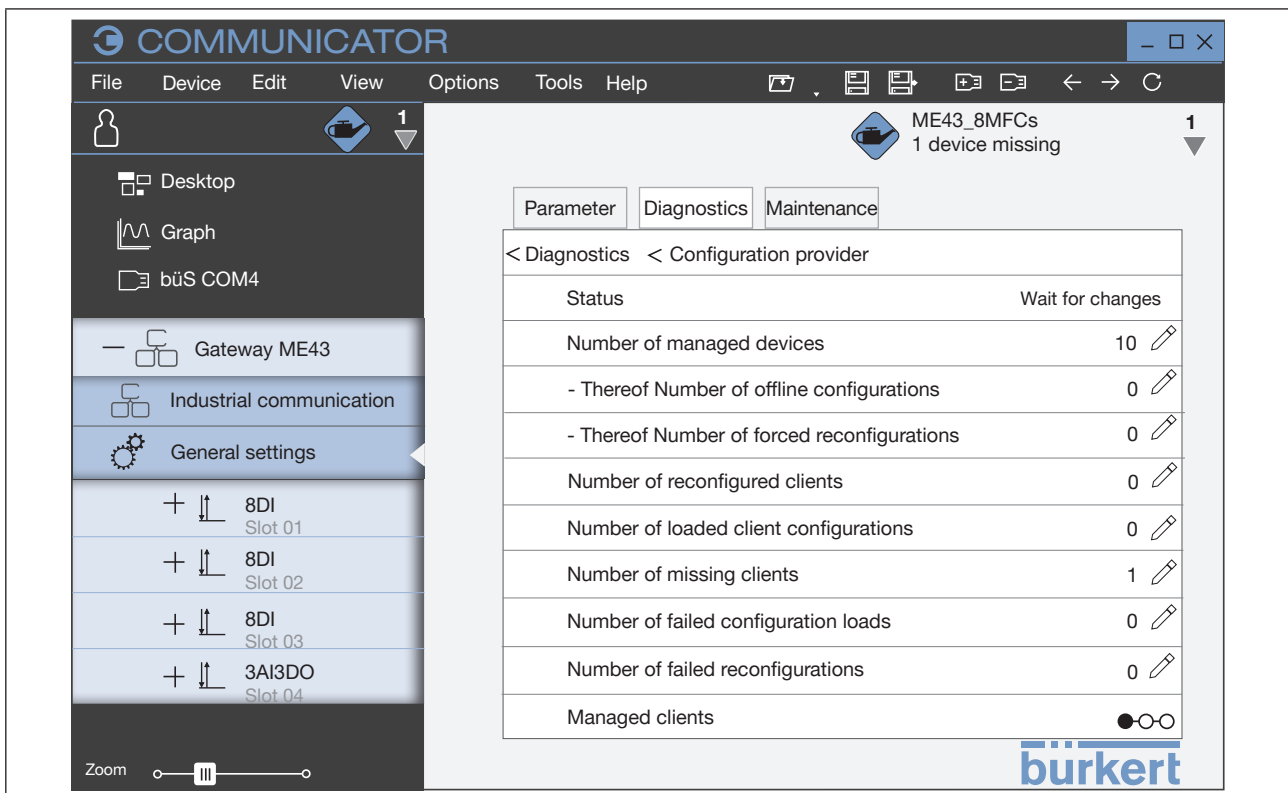 COMMUNICATOR
File Device Edit View Options Tools Help
1
ME43_8MFCs
1 device missing
1
Desktop
Graph
büS COM4
Gateway ME43
Industrial communication
General settings
8DI
Slot 01
8DI
Slot 02
8DI
Slot 03
3AI3DO
Slot 04
Zoom
Parameter Diagnostics Maintenance
< Diagnostics < Configuration provider
Status Wait for changes
Number of managed devices 10
- Thereof Number of offline configurations 0
- Thereof Number of forced reconfigurations 0
Number of reconfigured clients 0
Number of loaded client configurations 0
Number of missing clients 1
Number of failed configuration loads 0
Number of failed reconfigurations 0
Managed clients
bürkert